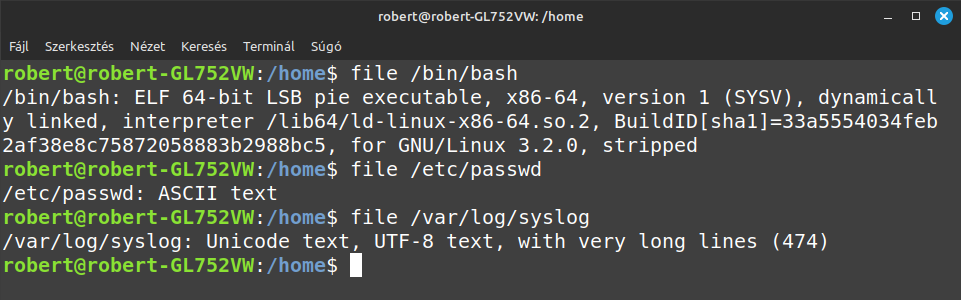 robert@robert-GL752VW: /home
Fájl Szerkesztés Nézet Keresés Terminál Súgó
robert@robert-GL752VW:/home$ file /bin/bash
/bin/bash: ELF 64-bit LSB pie executable, x86-64, version 1 (SYSV), dynamicall
y linked, interpreter /lib64/ld-linux-x86-64.so.2, BuildID[sha1]=33a5554034feb
2af38e8c75872058883b2988bc5, for GNU/Linux 3.2.0, stripped
robert@robert-GL752VW:/home$ file /etc/passwd
/etc/passwd: ASCII text
robert@robert-GL752VW:/home$ file /var/log/syslog
/var/log/syslog: Unicode text, UTF-8 text, with very long lines (474)
robert@robert-GL752VW:/home$